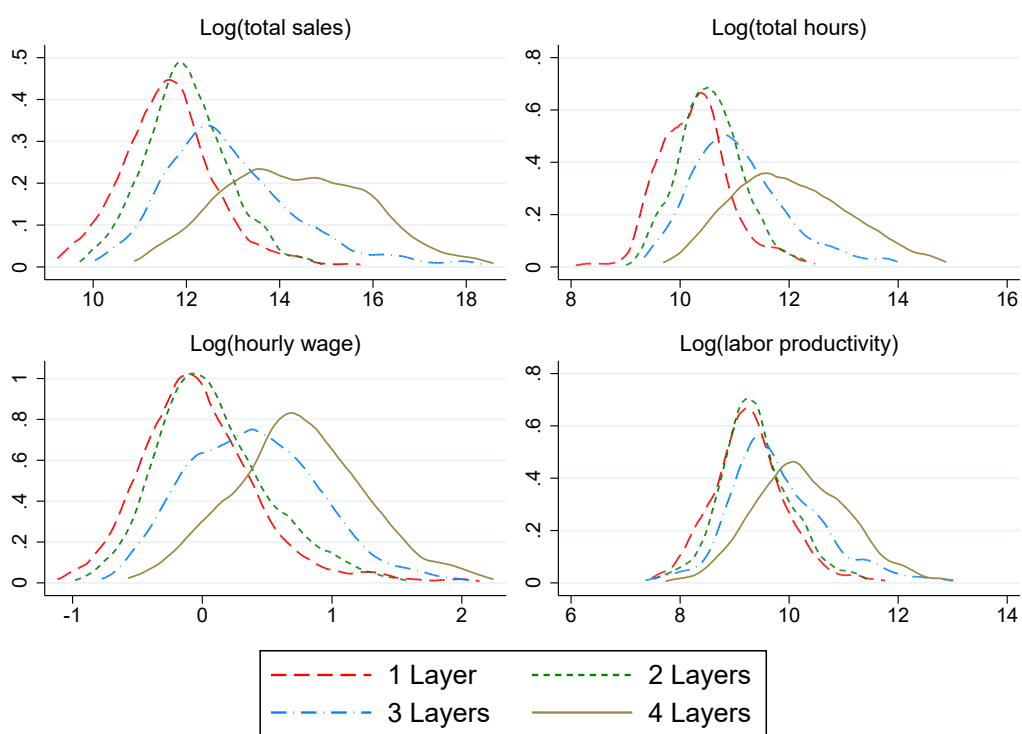 Log(total sales)
0 .1 .2 .3 .4 .5
10 12 14 16 18
Log(total hours)
0 .2 .4 .6 .8
8 10 12 14 16
Log(hourly wage)
0 .2 .4 .6 .8 1
-1 0 1 2
Log(labor productivity)
0 .2 .4 .6 .8
6 8 10 12 14
1 Layer
2 Layers
3 Layers
4 Layers